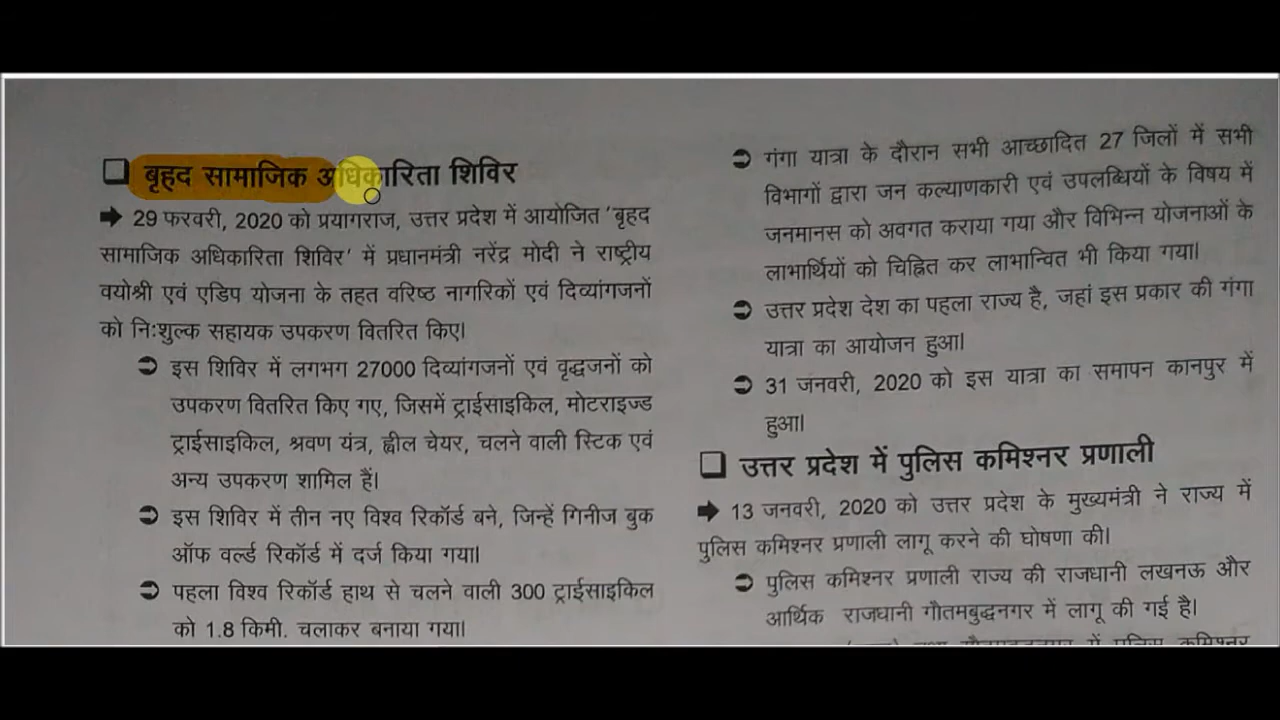 बृहद सामाजिक अधिकारिता शिविर
29 फरवरी, 2020 को प्रयागराज, उत्तर प्रदेश में आयोजित 'बृहद
सामाजिक अधिकारिता शिविर' में प्रधानमंत्री नरेंद्र मोदी ने राष्ट्रीय
वयोश्री एवं एडिप योजना के तहत वरिष्ठ नागरिकों एवं दिव्यांगजनों
को निःशुल्क सहायक उपकरण वितरित किए।
इस शिविर में लगभग 27000 दिव्यांगजनों एवं वृद्धजनों को
उपकरण वितरित किए गए, जिसमें ट्राईसाइकिल, मोटराइज्ड
ट्राईसाइकिल, श्रवण यंत्र, ह्वील चेयर, चलने वाली स्टिक एवं
अन्य उपकरण शामिल हैं।
इस शिविर में तीन नए विश्व रिकॉर्ड बने, जिन्हें गिनीज बुक
ऑफ वर्ल्ड रिकॉर्ड में दर्ज किया गया।
पहला विश्व रिकॉर्ड हाथ से चलने वाली 300 ट्राईसाइकिल
को 1.8 किमी. चलाकर बनाया गया।
गंगा यात्रा के दौरान सभी आच्छादित 27 जिलों में सभी
विभागों द्वारा जन कल्याणकारी एवं उपलब्धियों के विषय में
जनमानस को अवगत कराया गया और विभिन्न योजनाओं के
लाभार्थियों को चिह्नित कर लाभान्वित भी किया गया।
उत्तर प्रदेश देश का पहला राज्य है, जहां इस प्रकार की गंगा
यात्रा का आयोजन हुआ।
31 जनवरी, 2020 को इस यात्रा का समापन कानपुर में
हुआ।
उत्तर प्रदेश में पुलिस कमिश्नर प्रणाली
13 जनवरी, 2020 को उत्तर प्रदेश के मुख्यमंत्री ने राज्य में
पुलिस कमिश्नर प्रणाली लागू करने की घोषणा की।
पुलिस कमिश्नर प्रणाली राज्य की राजधानी लखनऊ और
आर्थिक राजधानी गौतमबुद्धनगर में लागू की गई है।
में पुलिस कमिश्नर